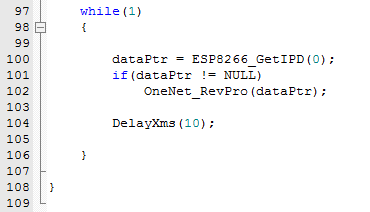 97 while(1)
98 {
99
100 dataPtr = ESP8266_GetIPD(0);
101 if(dataPtr != NULL)
102 OneNet_RevPro(dataPtr);
103
104 DelayXms(10);
105
106 }
107
108 }
109